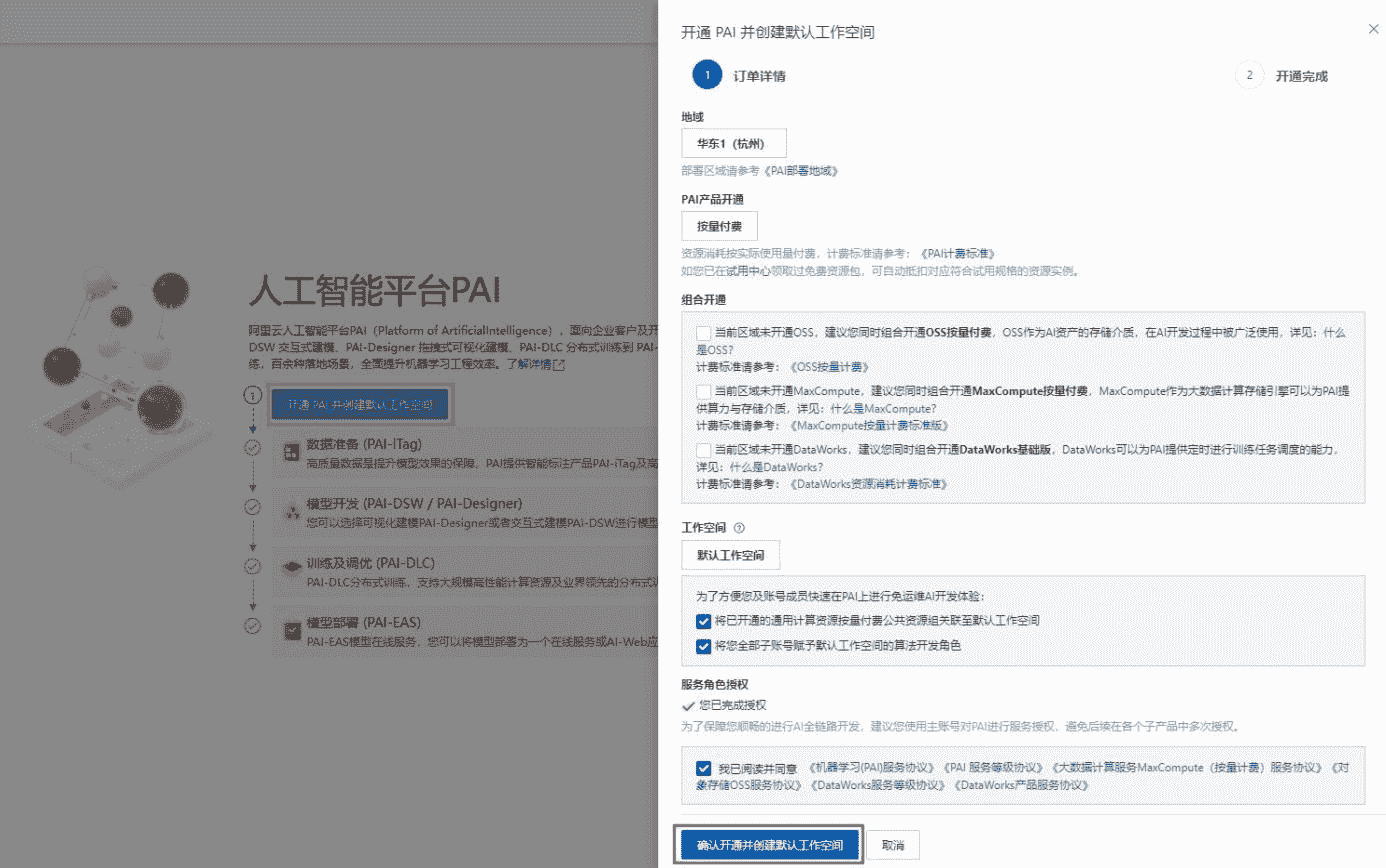 开通 PAI 并创建默认工作空间
1 订单详情
2 开通完成
地域
华东1（杭州）
部署区域请参考《PAI部署地域》
PAI产品开通
按量付费
资源消耗按实际使用量付费，计费标准请参考：《PAI计费标准》
如您已在试用中心领取过免费资源包，可自动抵扣对应符合试用规格的资源实例。
组合开通
当前区域未开通OSS，建议您同时组合开通OSS按量付费，OSS作为AI资产的存储介质，在AI开发过程中被广泛使用，详见：什么
是OSS?
计费标准请参考：《OSS按量计费》
当前区域未开通MaxCompute，建议您同时组合开通MaxCompute按量付费，MaxCompute作为大数据计算存储引擎可以为PAI提
供算力与存储介质，详见：什么是MaxCompute?
计费标准请参考：《MaxCompute按量计费标准版》
当前区域未开通DataWorks，建议您同时组合开通DataWorks基础版，DataWorks可以为PAI提供定时进行训练任务调度的能力，
详见：什么是DataWorks?
计费标准请参考：《DataWorks资源消耗计费标准》
工作空间
默认工作空间
为了方便您及账号成员快速在PAI上进行免运维AI开发体验：
将已开通的通用计算资源按量付费公共资源组关联至默认工作空间
将您全部子账号赋予默认工作空间的算法开发角色
服务角色授权
您已完成授权
为了保障您顺畅的进行AI全链路开发，建议您使用主账号对PAI进行服务授权，避免后续在各个子产品中多次授权。
我已阅读并同意 《机器学习(PAI)服务协议》《PAI 服务等级协议》《大数据计算服务MaxCompute（按量计费）服务协议》《对
象存储OSS服务协议》《DataWorks服务等级协议》《DataWorks产品服务协议》
确认开通并创建默认工作空间
取消
人工智能平台PAI
阿里云人工智能平台PAI（Platform of ArtificialIntelligence），面向企业客户及开
DSW 交互式建模、PAI-Designer 拖拽式可视化建模、PAI-DLC 分布式训练到 PAI-
练，百余种落地场景，全面提升机器学习工程效率。了解详情
1 开通 PAI 并创建默认工作空间
数据准备 (PAI-iTag)
高质量数据是提升模型效果的保障，PAI提供智能标注产品PAI-iTag及高
模型开发 (PAI-DSW / PAI-Designer)
您可以选择可视化建模PAI-Designer或者交互式建模PAI-DSW进行模型
训练及调优 (PAI-DLC)
PAI-DLC分布式训练，支持大规模高性能计算资源及业界领先的分布式训
模型部署 (PAI-EAS)
PAI-EAS模型在线服务，您可以将模型部署为一个在线服务或AI-Web应